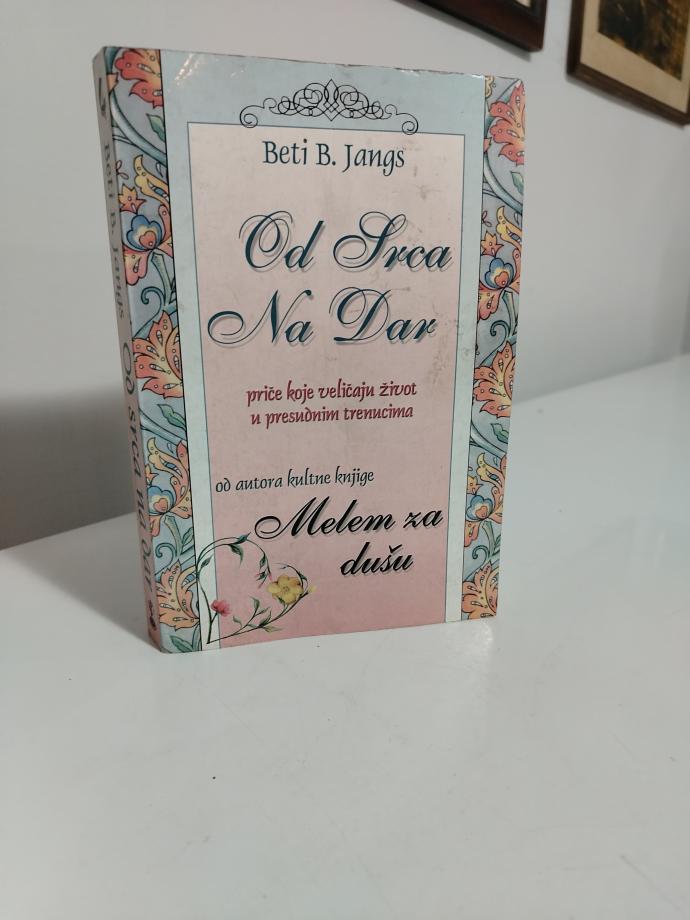 Beti B. Jangs
Od Srca
Na Dar
priče koje veličaju život
u presudnim trenucima
od autora kultne knjige
Melem za
dušu
Beti B. Jangs Od srca na dar